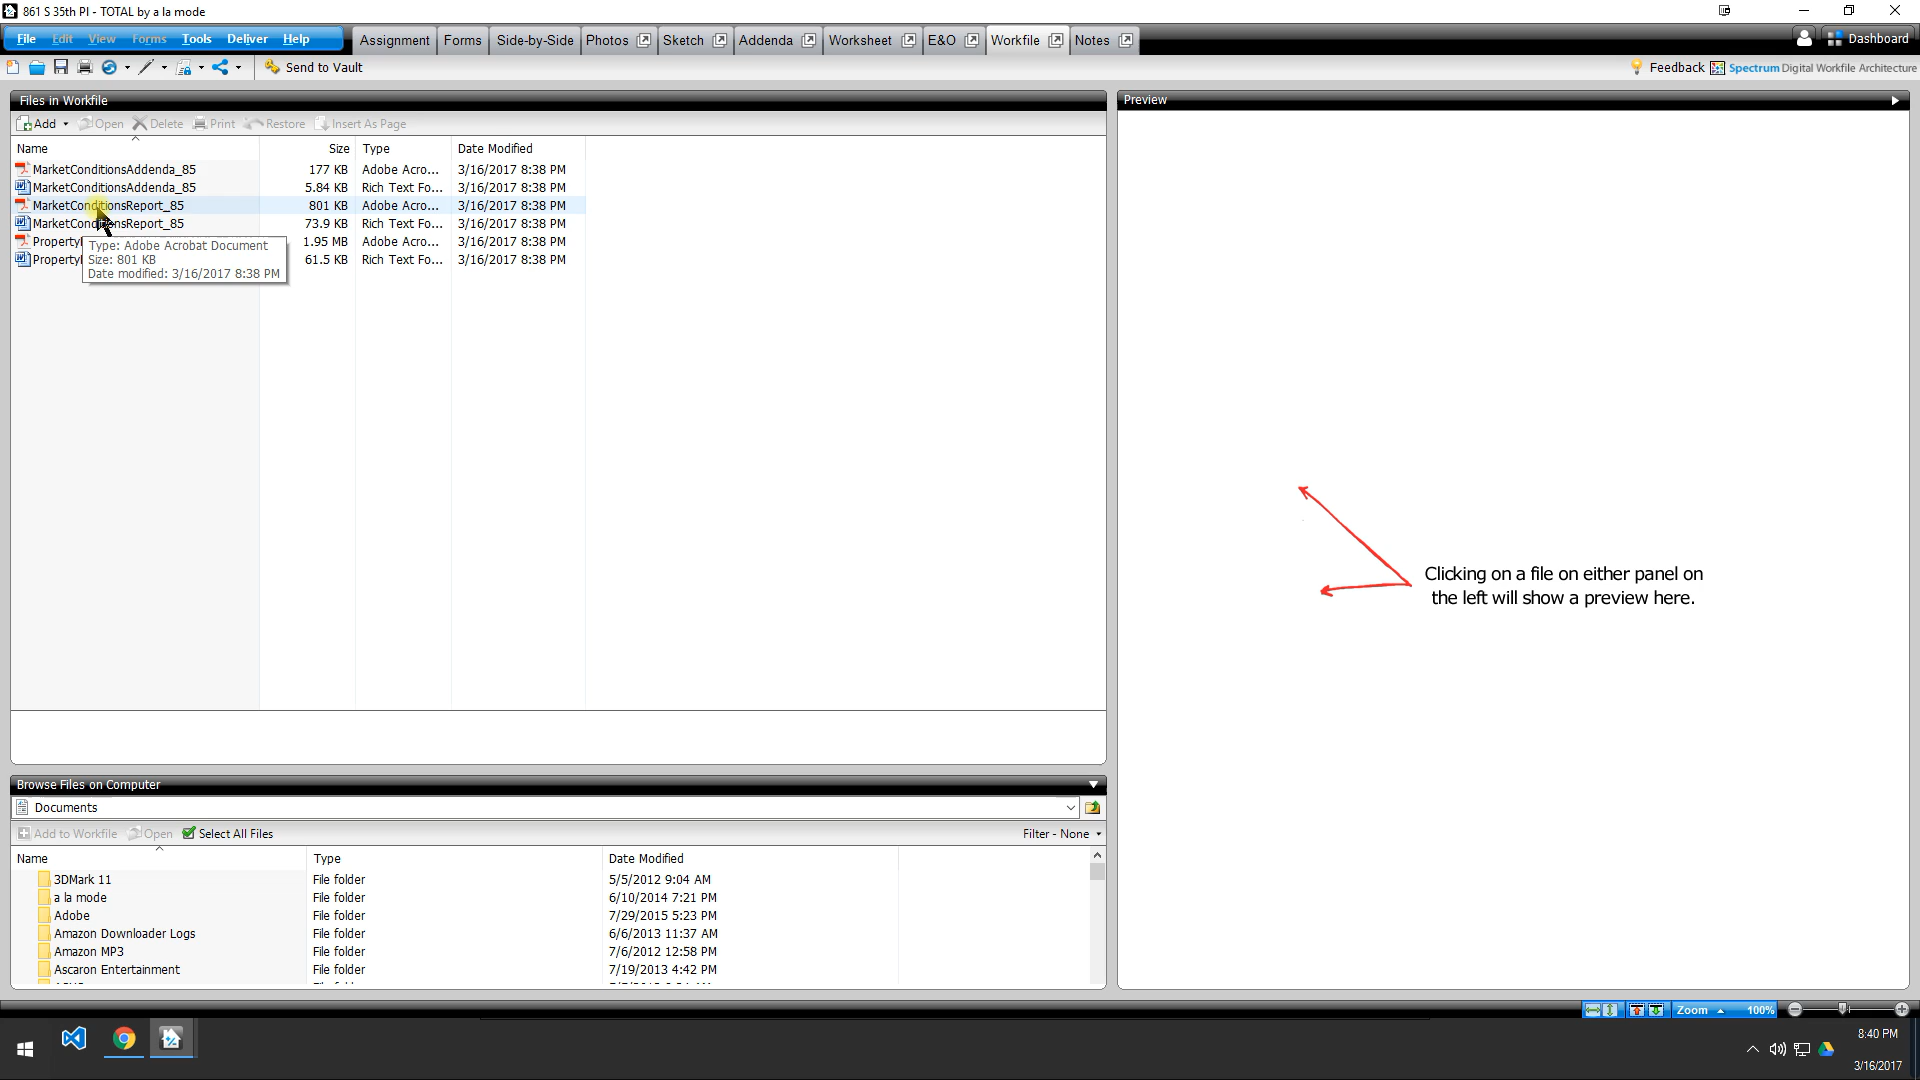 861 S 35th Pl - TOTAL by a la mode
File Edit View Forms Tools Deliver Help
Assignment Forms Side-by-Side Photos Sketch Addenda Worksheet E&O Workfile Notes
Dashboard
Send to Vault
Feedback Spectrum Digital Workfile Architecture
Files in Workfile
Add Open Delete Print Restore Insert As Page
Name Size Type Date Modified
MarketConditionsAddenda_85 177 KB Adobe Acro... 3/16/2017 8:38 PM
MarketConditionsAddenda_85 5.84 KB Rich Text Fo... 3/16/2017 8:38 PM
MarketConditionsReport_85 801 KB Adobe Acro... 3/16/2017 8:38 PM
MarketConditionsReport_85 73.9 KB Rich Text Fo... 3/16/2017 8:38 PM
1.95 MB Adobe Acro... 3/16/2017 8:38 PM
61.5 KB Rich Text Fo... 3/16/2017 8:38 PM
Type: Adobe Acrobat Document
Size: 801 KB
Date modified: 3/16/2017 8:38 PM
Preview
Clicking on a file on either panel on
the left will show a preview here.
Browse Files on Computer
Documents
Add to Workfile Open Select All Files Filter - None
Name Type Date Modified
3DMark 11 File folder 5/5/2012 9:04 AM
a la mode File folder 6/10/2014 7:21 PM
Adobe File folder 7/29/2015 5:23 PM
Amazon Downloader Logs File folder 6/6/2013 11:37 AM
Amazon MP3 File folder 7/6/2012 12:58 PM
Ascaron Entertainment File folder 7/19/2013 4:42 PM
Zoom 100%
8:40 PM
3/16/2017